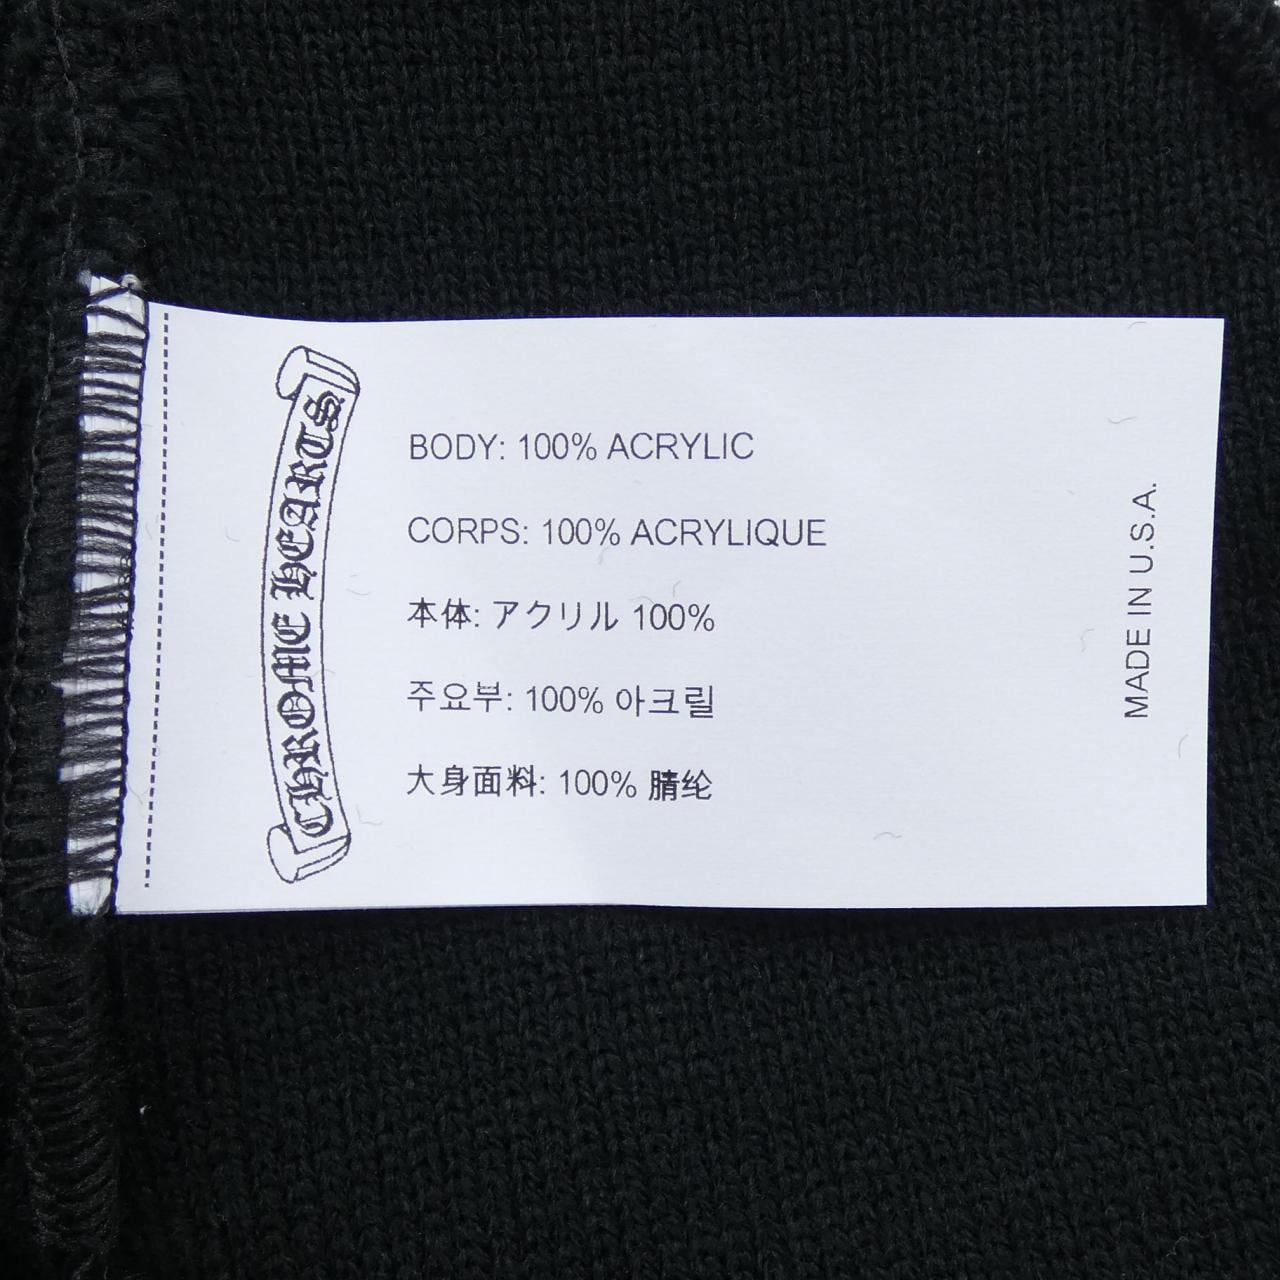 CHROME HEARTS
BODY: 100% ACRYLIC
CORPS: 100% ACRYLIQUE
本体: アクリル 100%
주요부: 100% 아크릴
大身面料: 100% 腈纶
MADE IN U.S.A.